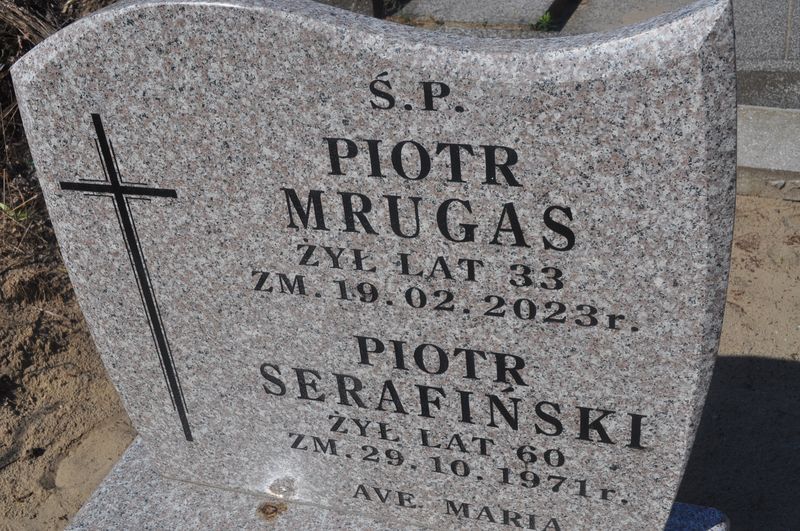 Ś.P.
PIOTR
MRUGAS
ŻYŁ LAT 33
ZM. 19.02.2023r.
PIOTR
SERAFIŃSKI
ŻYŁ LAT 60
ZM. 29.10.1971r.
AVE. MARIA